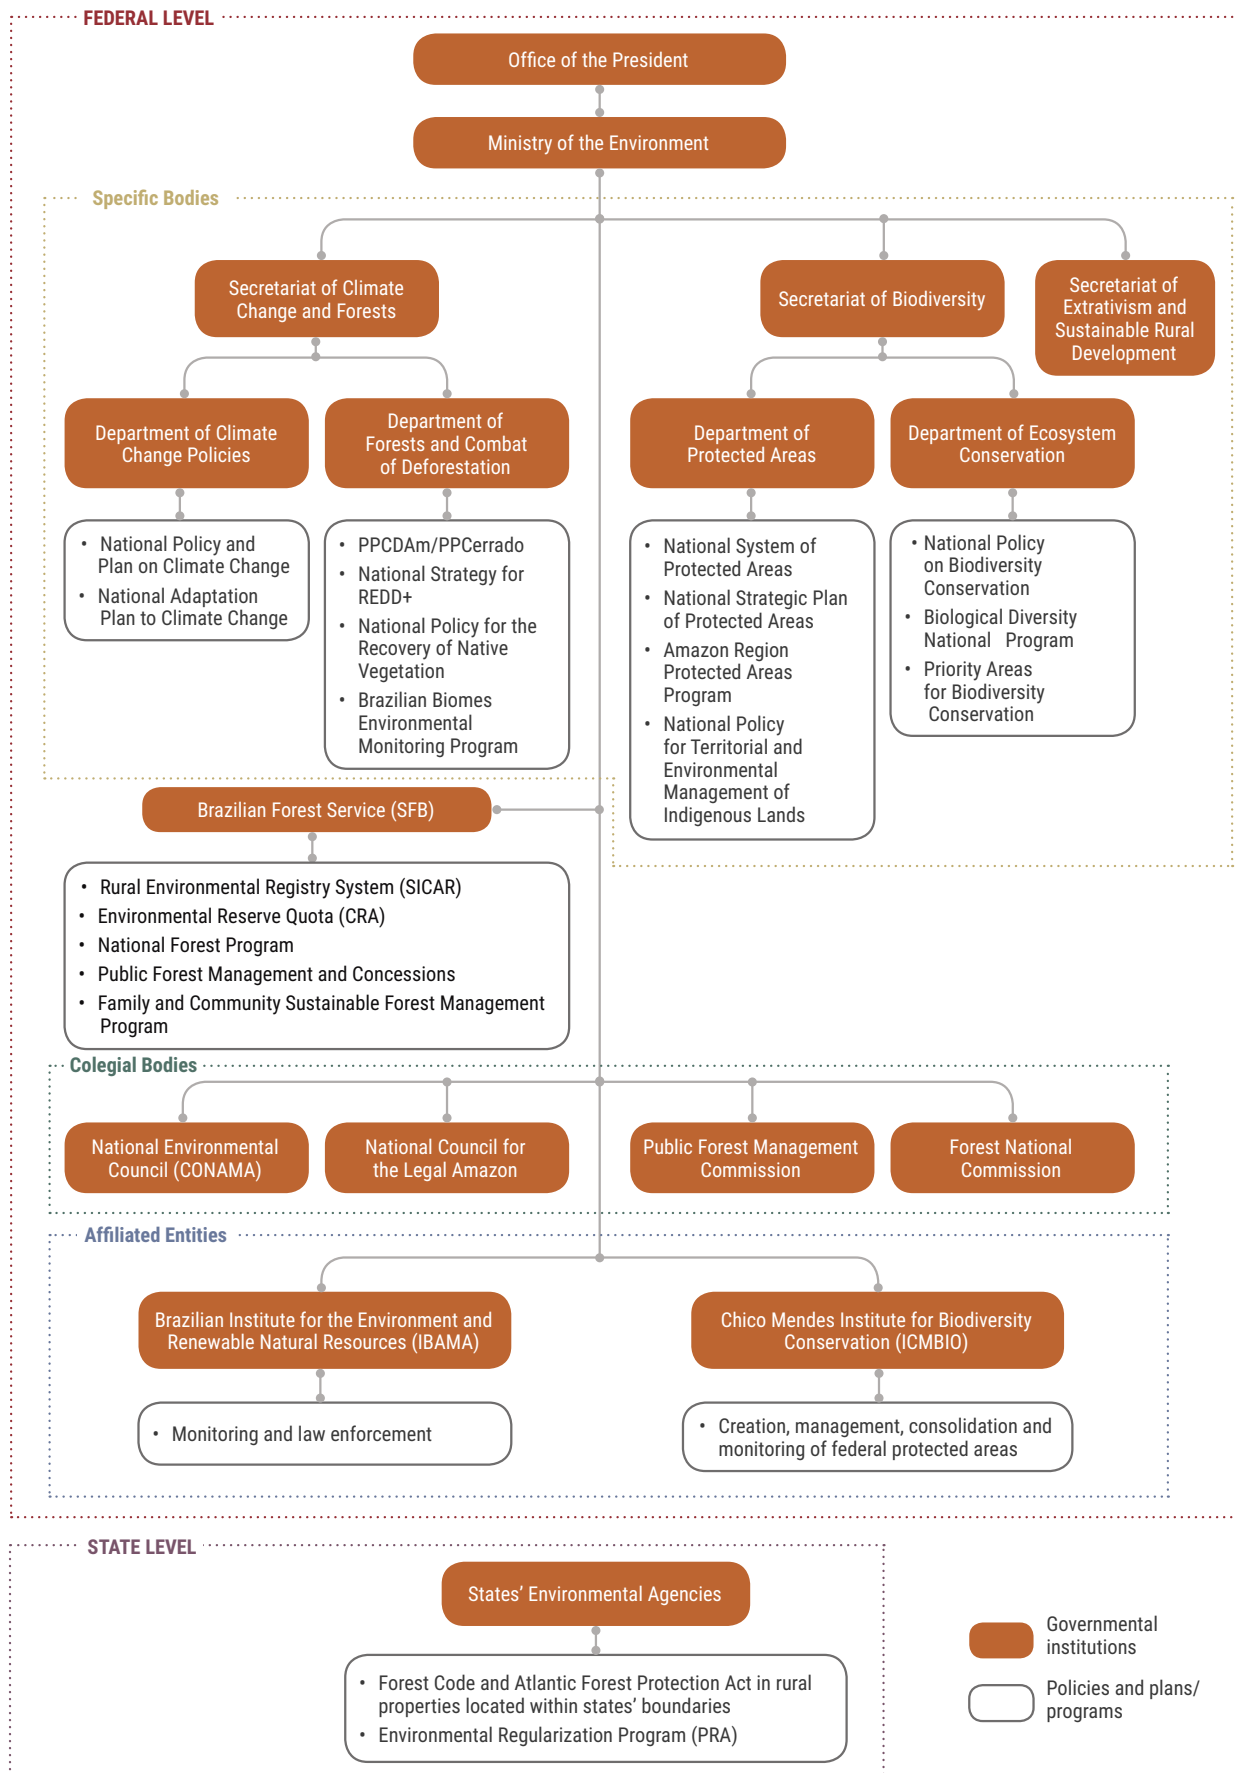 FEDERAL LEVEL
Office of the President
Ministry of the Environment
Specific Bodies
Secretariat of Climate
Change and Forests
Secretariat of Biodiversity
Secretariat of
Extrativism and
Sustainable Rural
Development
Department of Climate
Change Policies
Department of
Forests and Combat
of Deforestation
Department of
Protected Areas
Department of Ecosystem
Conservation
• National Policy and
Plan on Climate Change
• National Adaptation
Plan to Climate Change
• PPCDAm/PPCerrado
• National Strategy for
REDD+
• National Policy for the
Recovery of Native
Vegetation
• Brazilian Biomes
Environmental
Monitoring Program
• National System of
Protected Areas
• National Strategic Plan
of Protected Areas
• Amazon Region
Protected Areas
Program
• National Policy
for Territorial and
Environmental
Management of
Indigenous Lands
• National Policy
on Biodiversity
Conservation
• Biological Diversity
National Program
• Priority Areas
for Biodiversity
Conservation
Brazilian Forest Service (SFB)
• Rural Environmental Registry System (SICAR)
• Environmental Reserve Quota (CRA)
• National Forest Program
• Public Forest Management and Concessions
• Family and Community Sustainable Forest Management
Program
Colegial Bodies
National Environmental
Council (CONAMA)
National Council for
the Legal Amazon
Public Forest Management
Commission
Forest National
Commission
Affiliated Entities
Brazilian Institute for the Environment and
Renewable Natural Resources (IBAMA)
Chico Mendes Institute for Biodiversity
Conservation (ICMBIO)
• Monitoring and law enforcement
• Creation, management, consolidation and
monitoring of federal protected areas
STATE LEVEL
States’ Environmental Agencies
• Forest Code and Atlantic Forest Protection Act in rural
properties located within states’ boundaries
• Environmental Regularization Program (PRA)
Governmental
institutions
Policies and plans/
programs